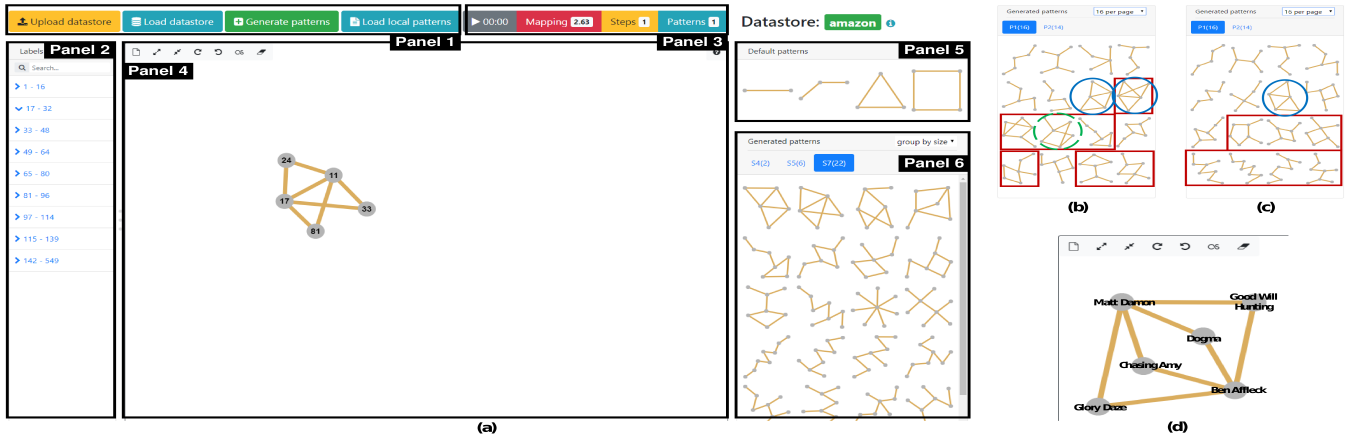 Upload datastore
Load datastore
Generate patterns
Load local patterns
Panel 1
00:00
Mapping 2.63
Steps 1
Patterns 1
Panel 3
Datastore: amazon
Labels
Panel 2
Search...
1 - 16
17 - 32
33 - 48
49 - 64
65 - 80
81 - 96
97 - 114
115 - 139
142 - 549
Panel 4
24
11
17
33
81
Default patterns
Panel 5
Generated patterns
group by size
Panel 6
S4(2)
S5(6)
S7(22)
(a)
Generated patterns
16 per page
P1(16)
P2(14)
(b)
Generated patterns
16 per page
P1(16)
P2(14)
(c)
Matt Damon
Good Will
Hunting
Dogma
Chasing Amy
Ben Affleck
Glory Daze
(d)